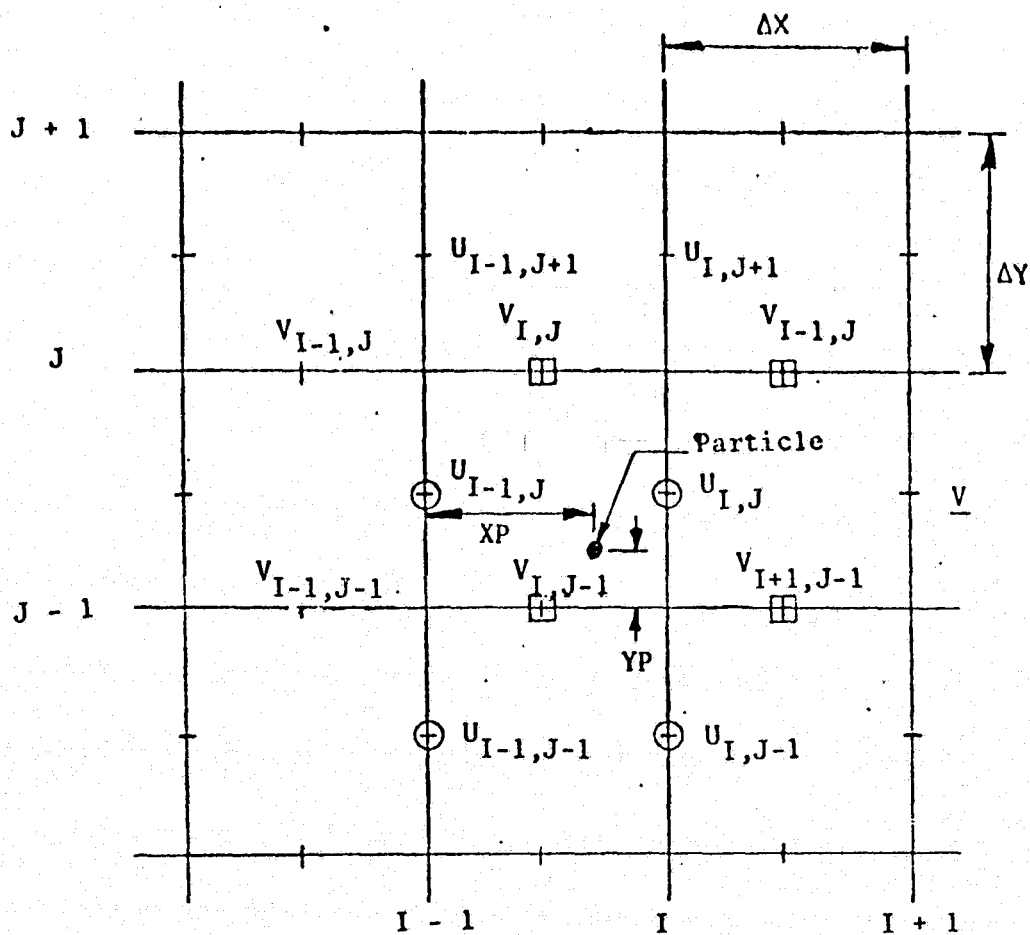 ΔX
J + 1
U_{I-1,J+1}
U_{I,J+1}
ΔY
V_{I-1,J}
V_{I,J}
V_{I-1,J}
J
Particle
U_{I-1,J}
U_{I,J}
V
XP
V_{I-1,J-1}
V_{I,J-1}
V_{I+1,J-1}
J - 1
YP
U_{I-1,J-1}
U_{I,J-1}
I - 1
I
I + 1